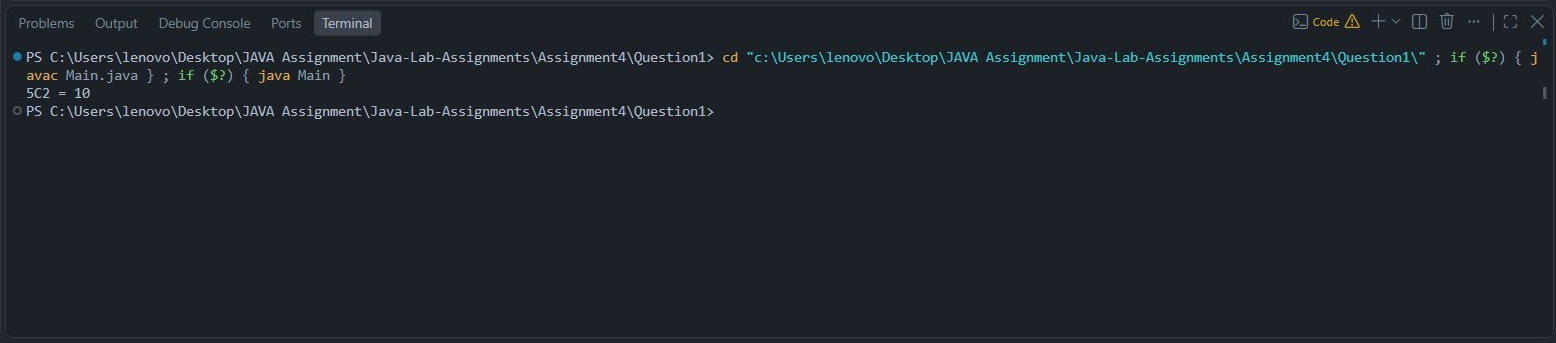 Problems Output Debug Console Ports Terminal Code
PS C:\Users\lenovo\Desktop\JAVA Assignment\Java-Lab-Assignments\Assignment4\Question1> cd "c:\Users\lenovo\Desktop\JAVA Assignment\Java-Lab-Assignments\Assignment4\Question1\" ; if ($?) { j
avac Main.java } ; if ($?) { java Main }
5C2 = 10
PS C:\Users\lenovo\Desktop\JAVA Assignment\Java-Lab-Assignments\Assignment4\Question1>